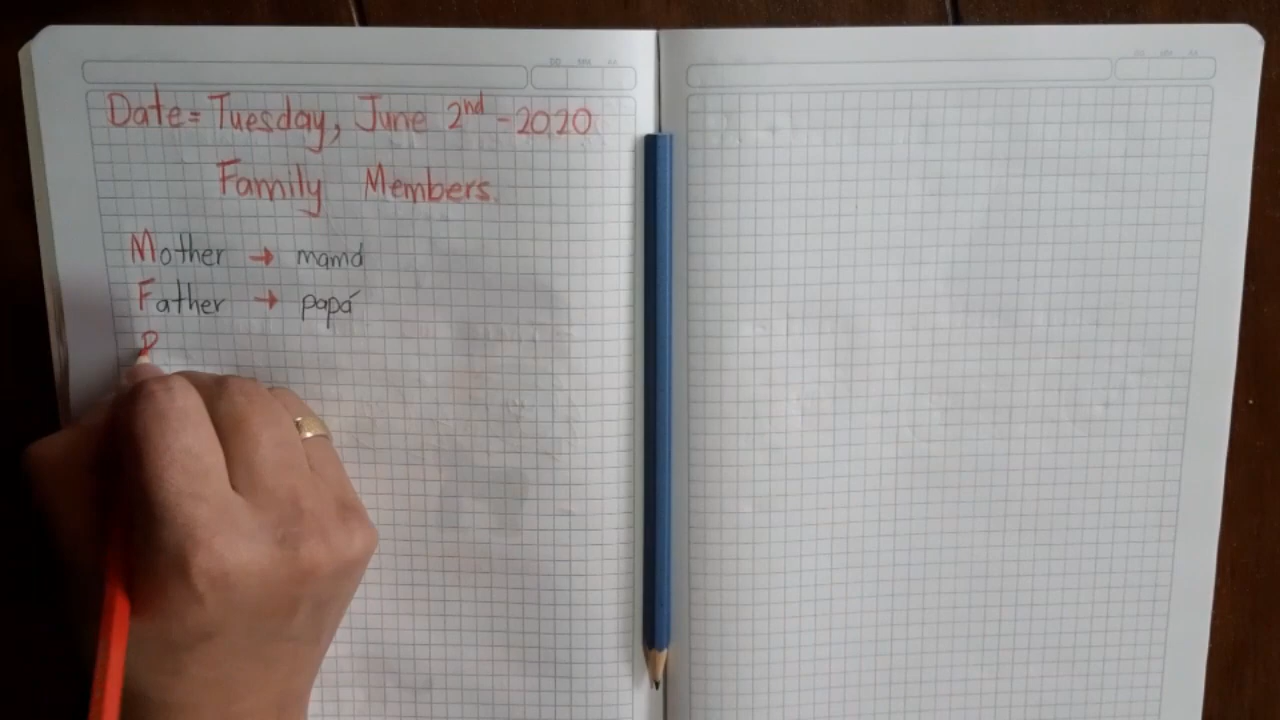 Date= Tuesday, June 2nd -2020
Family Members.
Mother → mamá
Father → papá
P